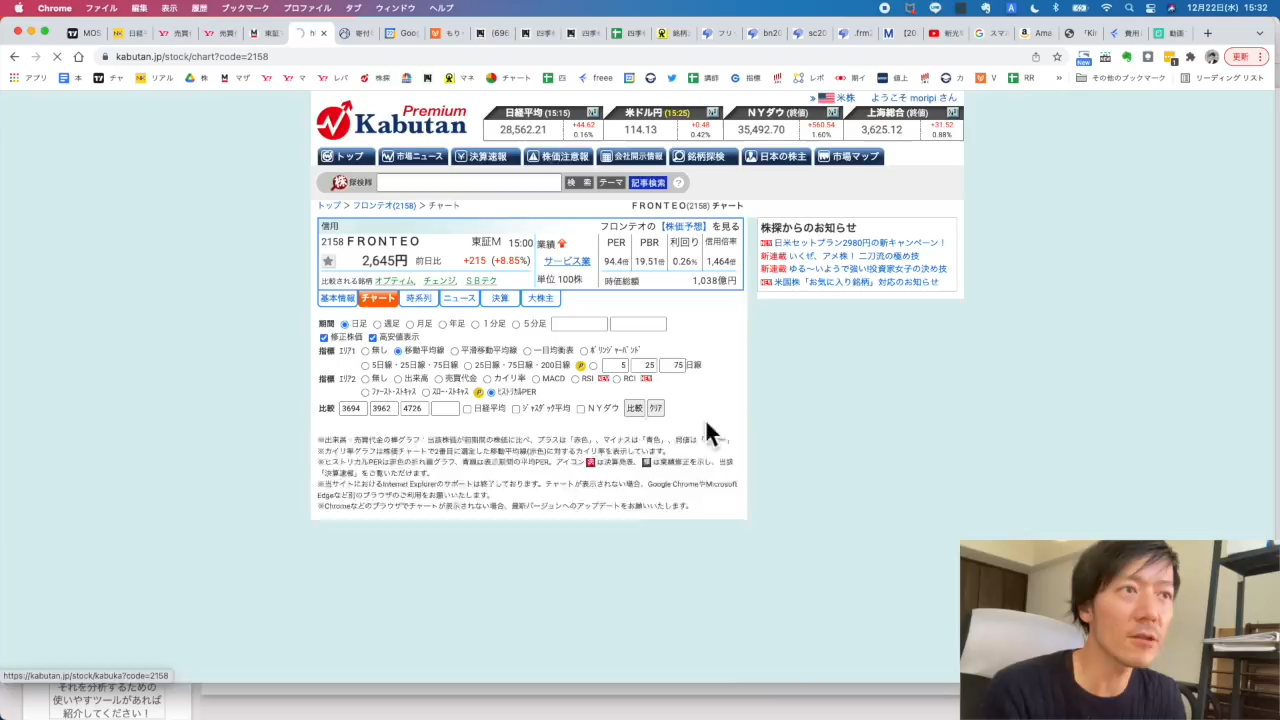 Chrome ファイル 編集 表示 履歴 ブックマーク プロファイル タブ ウィンドウ ヘルプ
12月22日(水) 15:32
kabutan.jp/stock/chart?code=2158
更新
アプリ
その他のブックマーク リーディング リスト
» 米株 ようこそ moripi さん
Premium
Kabutan
日経平均 (15:15) 米ドル円 (15:25) NYダウ (終値) 上海総合 (終値)
28,562.21 +44.62 0.16% 114.13 +0.48 0.42% 35,492.70 +560.54 1.60% 3,625.12 +31.52 0.88%
トップ 市場ニュース 決算速報 株価注意報 会社開示情報 銘柄探検 日本の株主 市場マップ
株 探検隊 検 索 テーマ 記事検索 ?
トップ > フロンテオ(2158) > チャート
FRONTEO(2158) チャート
信用 フロンテオの【株価予想】を見る
2158 FRONTEO 東証M 15:00 業績
PER PBR 利回り 信用倍率
2,645円 前日比 +215 (+8.85%) サービス業
94.4倍 19.51倍 0.26% 1,464倍
比較される銘柄 オプティム, チェンジ, SBテク 単位 100株
時価総額 1,038億円
基本情報 チャート 時系列 ニュース 決算 大株主
期間 日足 週足 月足 年足 1分足 5分足
修正株価 高安値表示
指標 エリア1 無し 移動平均線 平滑移動平均線 一目均衡表 ボリンジャーバンド
5日線・25日線・75日線 25日線・75日線・200日線 P 5 25 75 日線
指標 エリア2 無し 出来高 売買代金 カイリ率 MACD RSI NEW RCI NEW
ファースト・ストキャス スロー・ストキャス P ヒストリカルPER
比較 3694 3962 4726 日経平均 ジャスダック平均 NYダウ 比較 クリア
※出来高・売買代金の棒グラフ：当該株価が前期間の株価に比べ、プラスは「赤色」、マイナスは「青色」、同値は
※カイリ率グラフは株価チャートで2番目に選定した移動平均線(赤色)に対するカイリ率を表示しています。
※ヒストリカルPERは赤色の折れ線グラフ、青線は表示期間の平均PER。アイコン は決算発表、 は業績修正を示し、当該
「決算速報」をご覧いただけます。
※当サイトにおけるInternet Explorerのサポートは終了しております。チャートが表示されない場合、Google ChromeやMicrosoft
Edgeなど別のブラウザのご利用をお願いいたします。
※Chromeなどのブラウザでチャートが表示されない場合、最新バージョンへのアップデートをお願いいたします。
株探からのお知らせ
NEW 日米セットプラン2980円の新キャンペーン！
新連載 いくぜ、アメ株！ 二刀流の極め技
新連載 ゆる〜いようで強い!投資家女子の決め技
NEW 米国株「お気に入り銘柄」対応のお知らせ
https://kabutan.jp/stock/kabuka?code=2158
それを分析するための
使いやすツールがあれば
紹介してください！